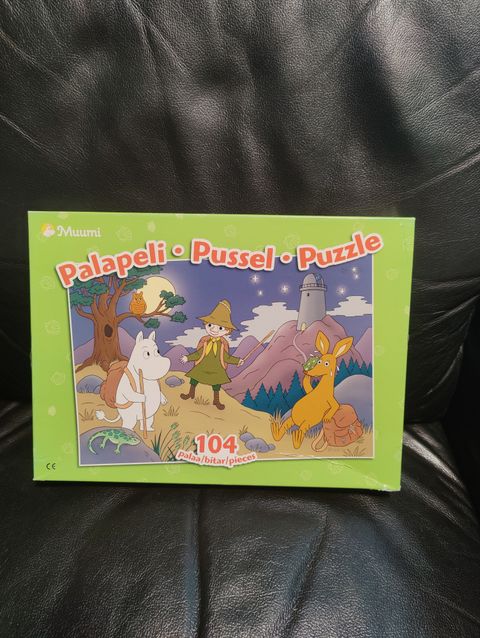 Muumi
Palapeli • Pussel • Puzzle
104
palaa/bitar/pieces
CE